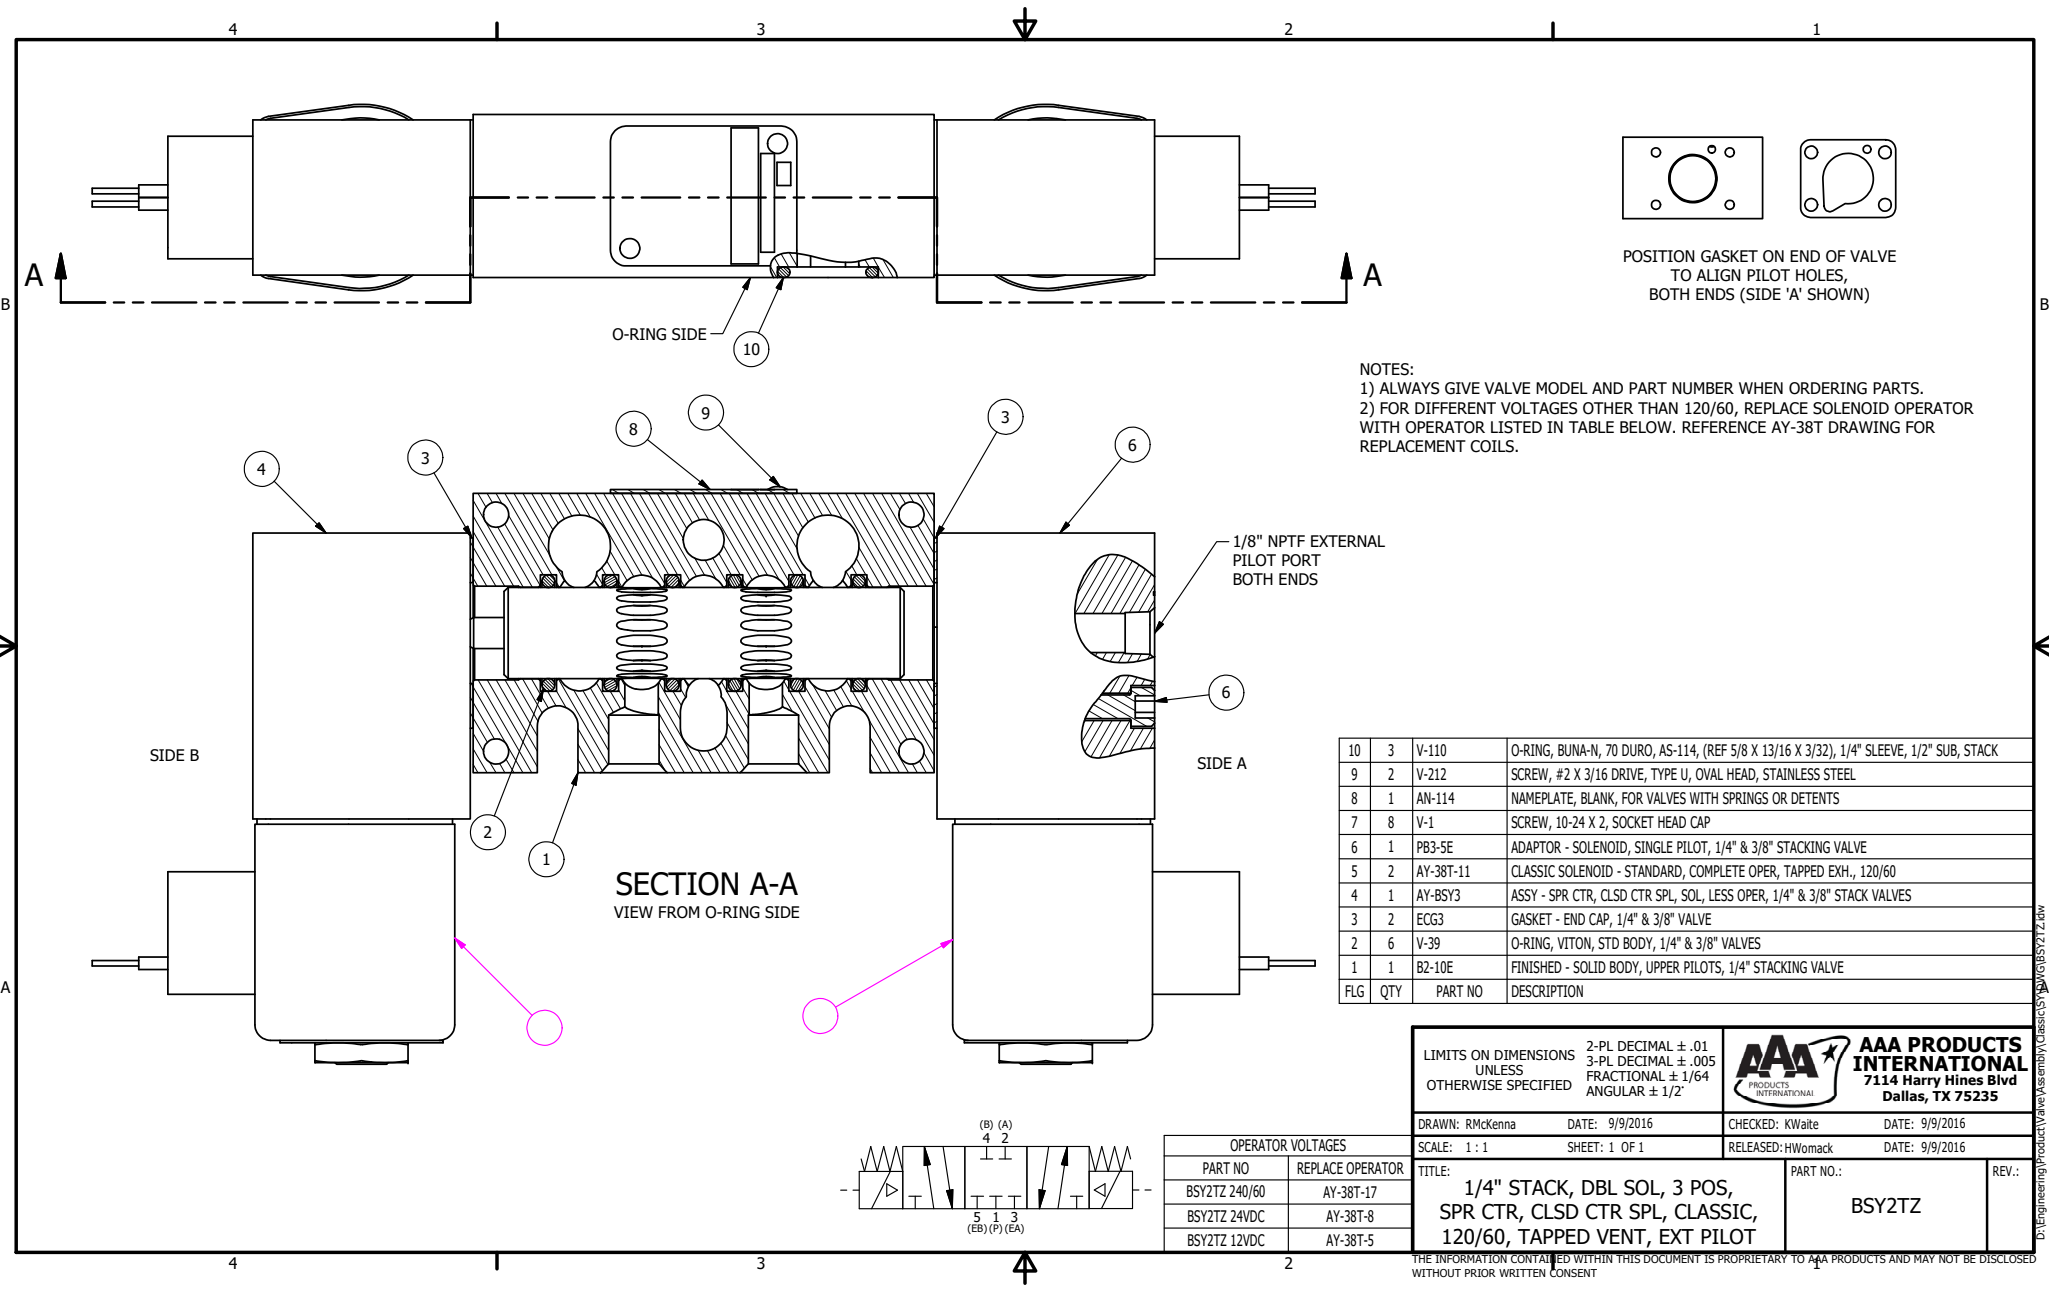 4
3
2
1
B
B
A
A
O-RING SIDE
10
POSITION GASKET ON END OF VALVE
TO ALIGN PILOT HOLES,
BOTH ENDS (SIDE 'A' SHOWN)
NOTES:
1) ALWAYS GIVE VALVE MODEL AND PART NUMBER WHEN ORDERING PARTS.
2) FOR DIFFERENT VOLTAGES OTHER THAN 120/60, REPLACE SOLENOID OPERATOR
WITH OPERATOR LISTED IN TABLE BELOW. REFERENCE AY-38T DRAWING FOR
REPLACEMENT COILS.
4
3
8
9
3
6
1/8" NPTF EXTERNAL
PILOT PORT
BOTH ENDS
6
SIDE B
SIDE A
2
1
SECTION A-A
VIEW FROM O-RING SIDE
10 3 V-110 O-RING, BUNA-N, 70 DURO, AS-114, (REF 5/8 X 13/16 X 3/32), 1/4" SLEEVE, 1/2" SUB, STACK
9 2 V-212 SCREW, #2 X 3/16 DRIVE, TYPE U, OVAL HEAD, STAINLESS STEEL
8 1 AN-114 NAMEPLATE, BLANK, FOR VALVES WITH SPRINGS OR DETENTS
7 8 V-1 SCREW, 10-24 X 2, SOCKET HEAD CAP
6 1 PB3-5E ADAPTOR - SOLENOID, SINGLE PILOT, 1/4" & 3/8" STACKING VALVE
5 2 AY-38T-11 CLASSIC SOLENOID - STANDARD, COMPLETE OPER, TAPPED EXH., 120/60
4 1 AY-BSY3 ASSY - SPR CTR, CLSD CTR SPL, SOL, LESS OPER, 1/4" & 3/8" STACK VALVES
3 2 ECG3 GASKET - END CAP, 1/4" & 3/8" VALVE
2 6 V-39 O-RING, VITON, STD BODY, 1/4" & 3/8" VALVES
1 1 B2-10E FINISHED - SOLID BODY, UPPER PILOTS, 1/4" STACKING VALVE
FLG QTY PART NO DESCRIPTION
A
A
(B) (A)
4 2
5 1 3
(EB) (P) (EA)
OPERATOR VOLTAGES
PART NO REPLACE OPERATOR
BSY2TZ 240/60 AY-38T-17
BSY2TZ 24VDC AY-38T-8
BSY2TZ 12VDC AY-38T-5
LIMITS ON DIMENSIONS
UNLESS
OTHERWISE SPECIFIED
2-PL DECIMAL ± .01
3-PL DECIMAL ± .005
FRACTIONAL ± 1/64
ANGULAR ± 1/2°
AAA
PRODUCTS
INTERNATIONAL
AAA PRODUCTS
INTERNATIONAL
7114 Harry Hines Blvd
Dallas, TX 75235
DRAWN: RMcKenna DATE: 9/9/2016 CHECKED: KWaite DATE: 9/9/2016
SCALE: 1 : 1 SHEET: 1 OF 1 RELEASED: HWomack DATE: 9/9/2016
TITLE:
1/4" STACK, DBL SOL, 3 POS,
SPR CTR, CLSD CTR SPL, CLASSIC,
120/60, TAPPED VENT, EXT PILOT
PART NO.:
BSY2TZ
REV.:
D:\Engineering\Product\Valve\Assembly\Classic\SY\DWG\BSY2TZ.idw
4
3
2
1
THE INFORMATION CONTAINED WITHIN THIS DOCUMENT IS PROPRIETARY TO AAA PRODUCTS AND MAY NOT BE DISCLOSED
WITHOUT PRIOR WRITTEN CONSENT